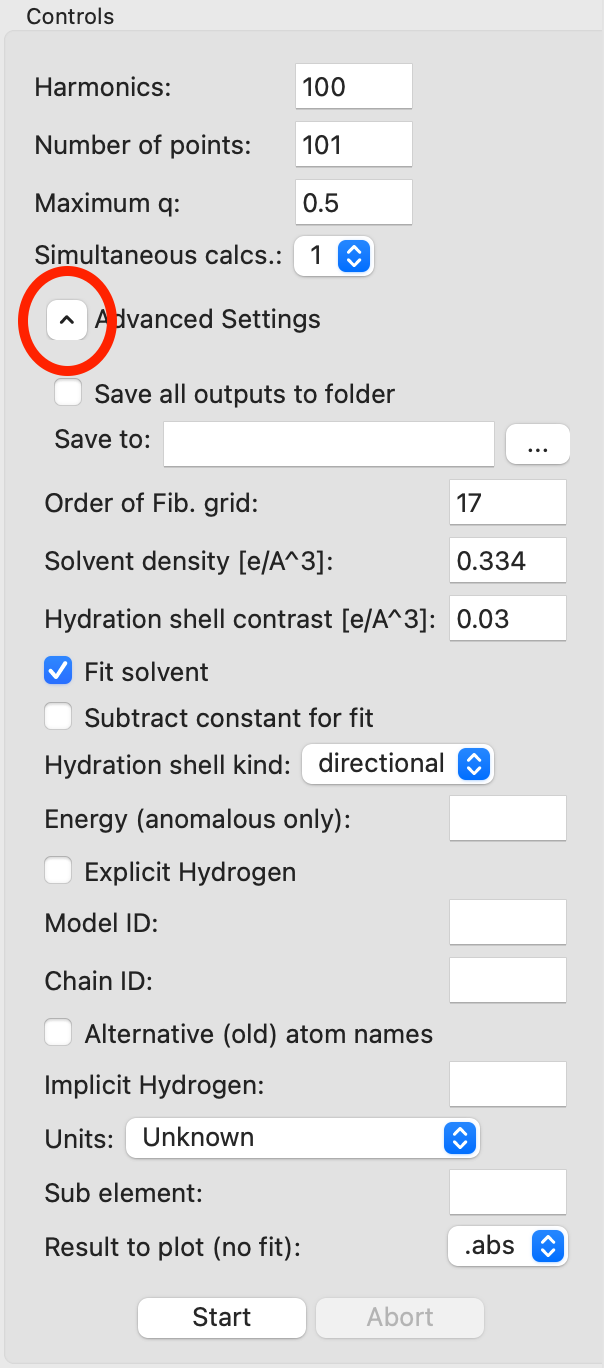 Controls
Harmonics: 100
Number of points: 101
Maximum q: 0.5
Simultaneous calcs.: 1
Advanced Settings
Save all outputs to folder
Save to: ...
Order of Fib. grid: 17
Solvent density [e/A^3]: 0.334
Hydration shell contrast [e/A^3]: 0.03
Fit solvent
Subtract constant for fit
Hydration shell kind: directional
Energy (anomalous only):
Explicit Hydrogen
Model ID:
Chain ID:
Alternative (old) atom names
Implicit Hydrogen:
Units: Unknown
Sub element:
Result to plot (no fit): .abs
Start Abort